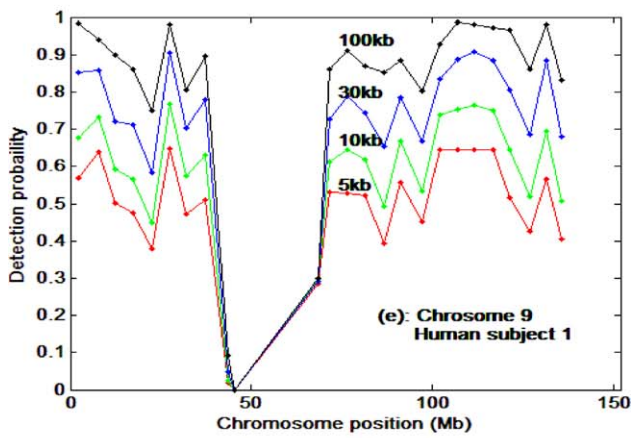 1
0.9
0.8
0.7
0.6
0.5
0.4
0.3
0.2
0.1
0
Detection probaility
100kb
30kb
10kb
5kb
(e): Chrosome 9
Human subject 1
0 50 100 150
Chromosome position (Mb)